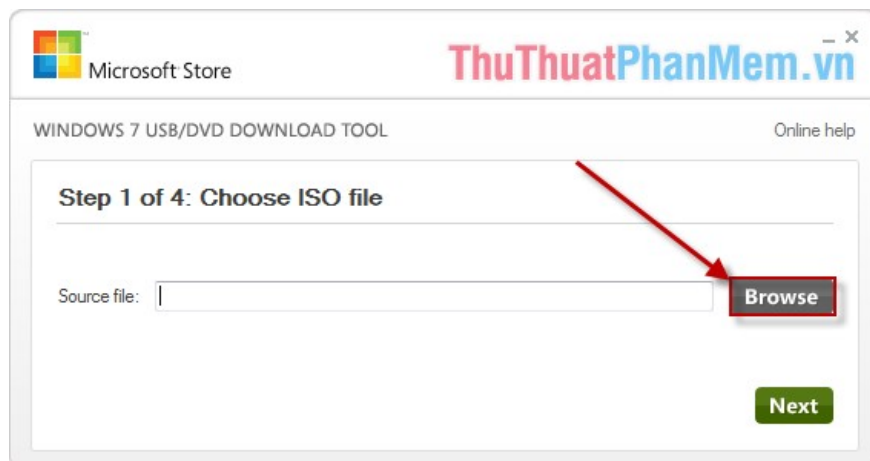 Microsoft Store
ThuThuatPhanMem.vn
WINDOWS 7 USB/DVD DOWNLOAD TOOL
Online help
Step 1 of 4: Choose ISO file
Source file:
Browse
Next